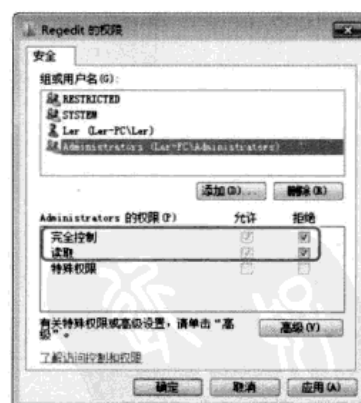 Regedit 的权限
安全
组或用户名(G):
RESTRICTED
SYSTEM
Ler (Ler-PC\Ler)
Administrators (Ler-PC\Administrators)
添加(D)... 删除(R)
Administrators 的权限(P) 允许 拒绝
完全控制
读取
特殊权限
有关特殊权限或高级设置，请单击“高
级”。
高级(V)
了解访问控制和权限
确定 取消 应用(A)